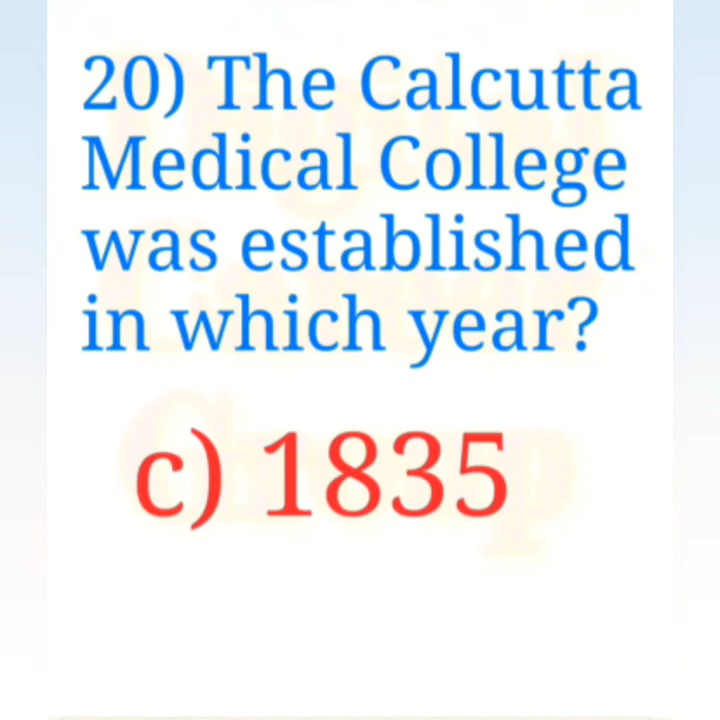 20) The Calcutta
Medical College
was established
in which year?
c) 1835